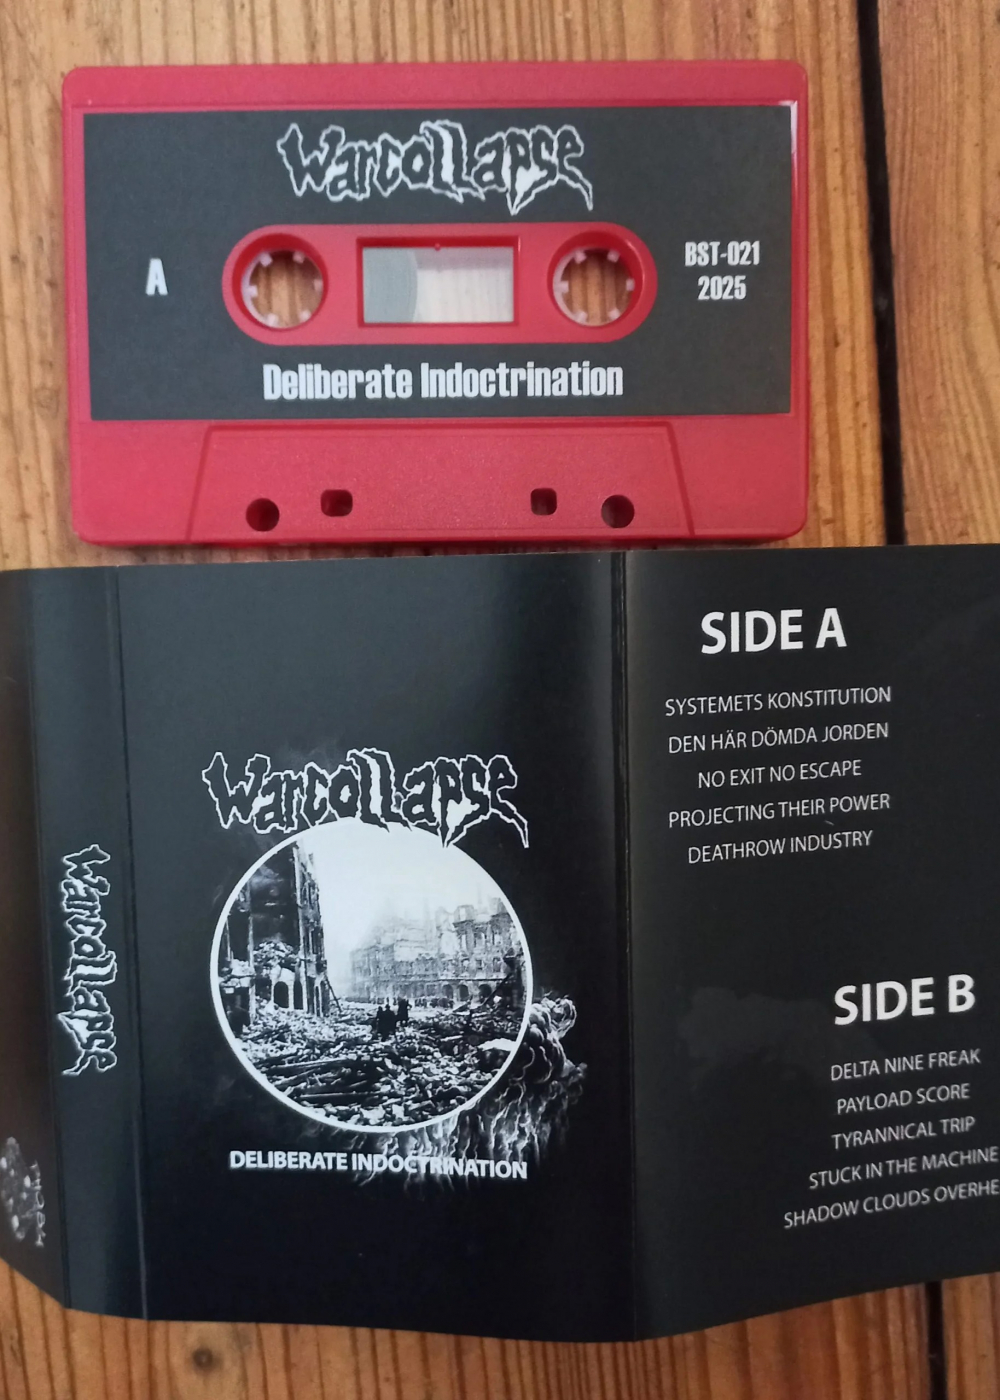 Warcollapse
A
BST-021
2025
Deliberate Indoctrination
Warcollapse
Warcollapse
DELIBERATE INDOCTRINATION
SIDE A
SYSTEMETS KONSTITUTION
DEN HÄR DÖMDA JORDEN
NO EXIT NO ESCAPE
PROJECTING THEIR POWER
DEATHROW INDUSTRY
SIDE B
DELTA NINE FREAK
PAYLOAD SCORE
TYRANNICAL TRIP
STUCK IN THE MACHINE
SHADOW CLOUDS OVERHE